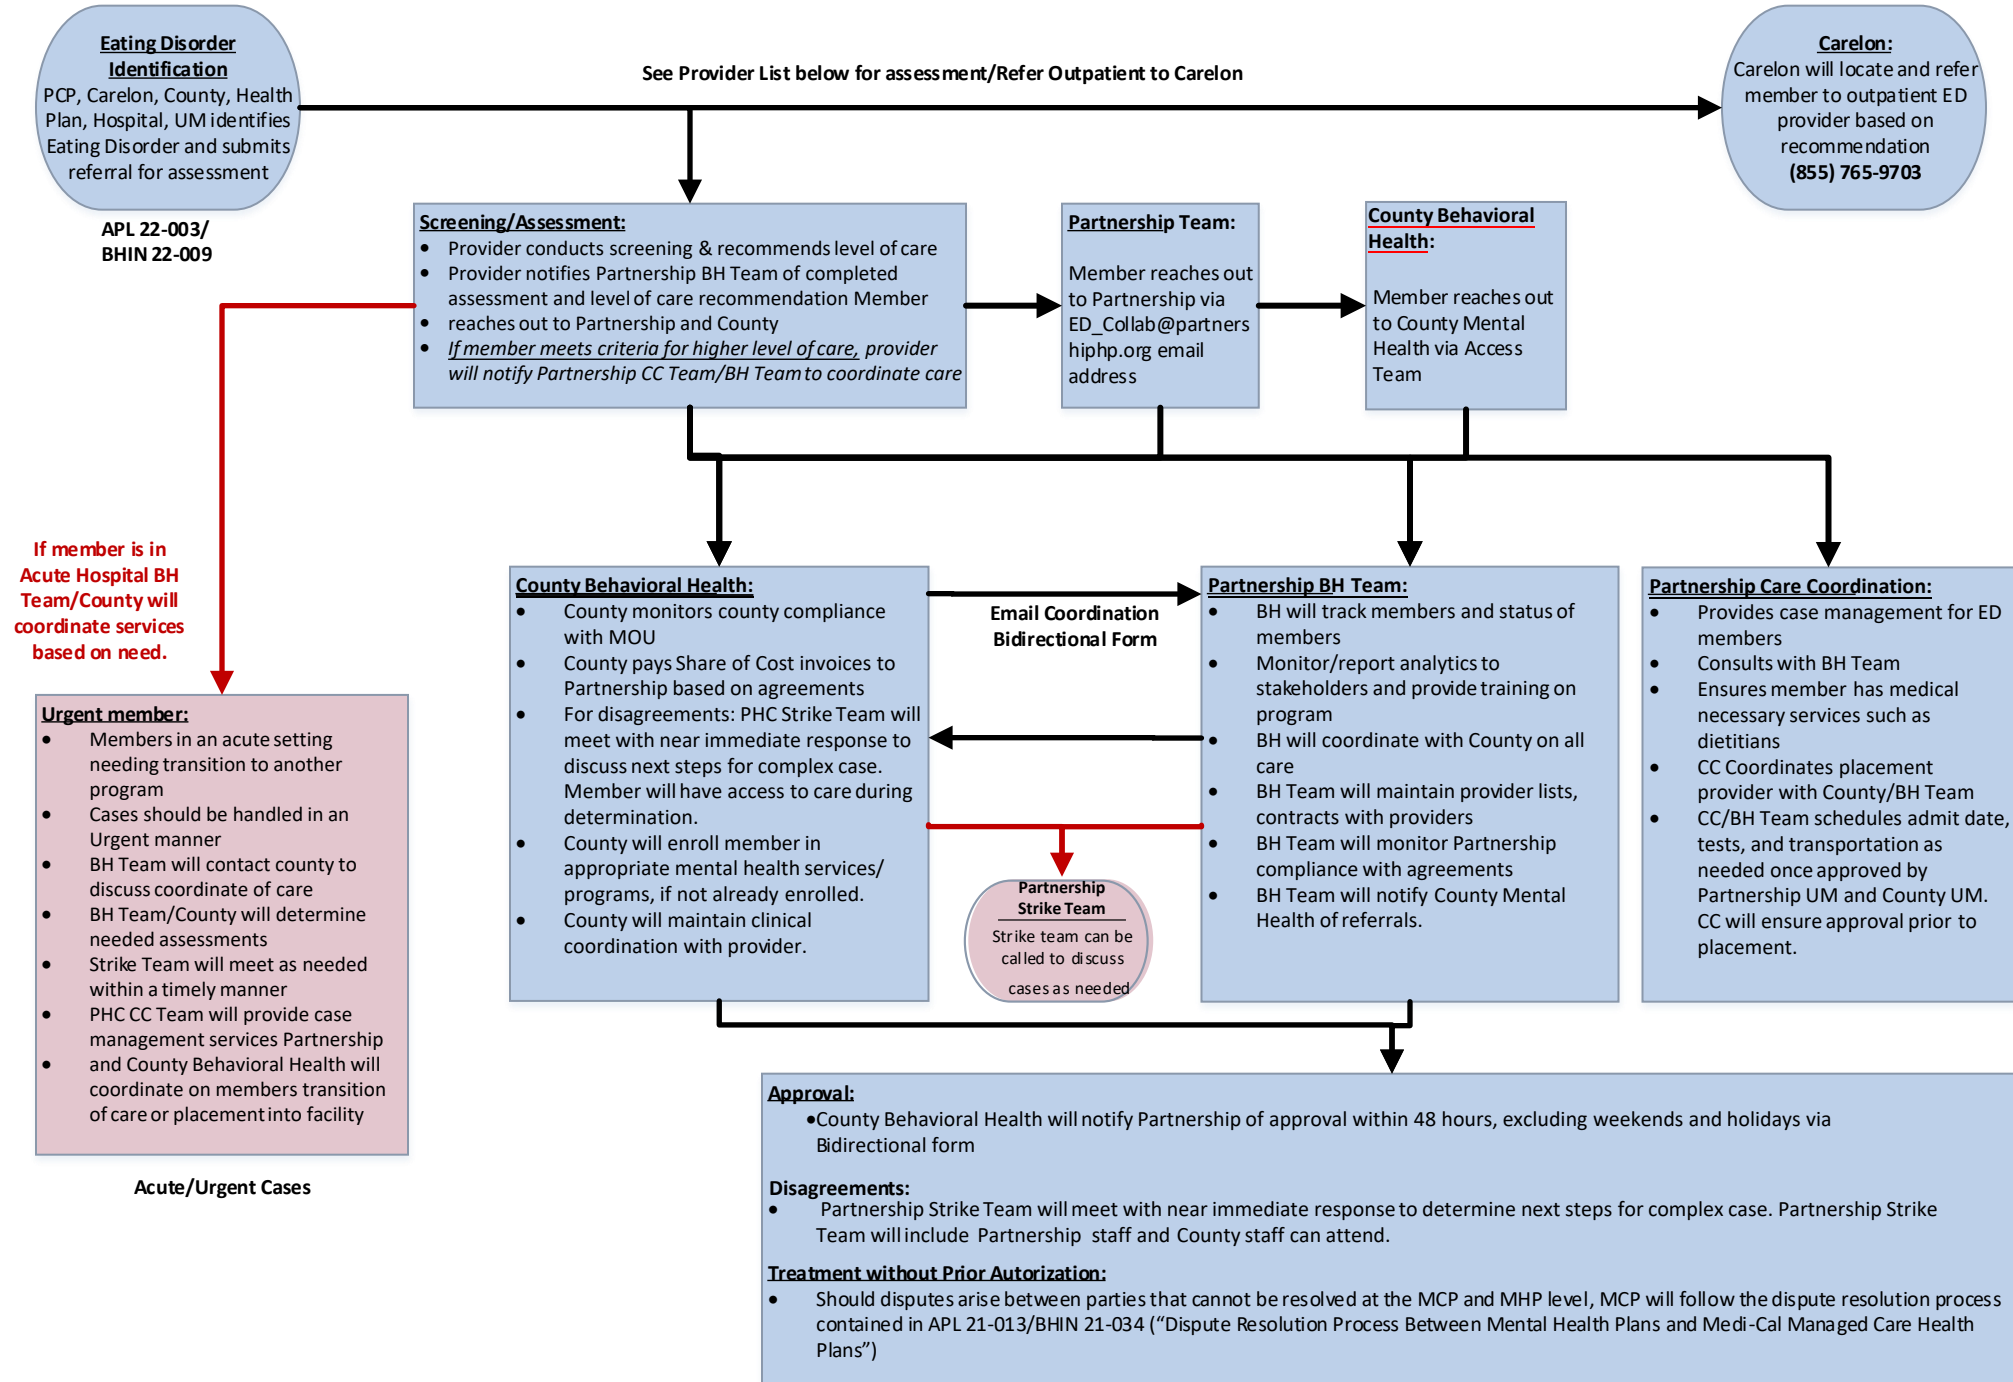 Eating Disorder
Identification
PCP, Carelon, County, Health
Plan, Hospital, UM identifies
Eating Disorder and submits
referral for assessment
APL 22-003/
BHIN 22-009
See Provider List below for assessment/Refer Outpatient to Carelon
Carelon:
Carelon will locate and refer
member to outpatient ED
provider based on
recommendation
(855) 765-9703
Screening/Assessment:
• Provider conducts screening & recommends level of care
• Provider notifies Partnership BH Team of completed
assessment and level of care recommendation Member
• reaches out to Partnership and County
• If member meets criteria for higher level of care, provider
will notify Partnership CC Team/BH Team to coordinate care
Partnership Team:
Member reaches out
to Partnership via
ED_Collab@partners
hiphp.org email
address
County Behavioral
Health:
Member reaches out
to County Mental
Health via Access
Team
If member is in
Acute Hospital BH
Team/County will
coordinate services
based on need.
Urgent member:
• Members in an acute setting
needing transition to another
program
• Cases should be handled in an
Urgent manner
• BH Team will contact county to
discuss coordinate of care
• BH Team/County will determine
needed assessments
• Strike Team will meet as needed
within a timely manner
• PHC CC Team will provide case
management services Partnership
• and County Behavioral Health will
coordinate on members transition
of care or placement into facility
Acute/Urgent Cases
County Behavioral Health:
• County monitors county compliance
with MOU
• County pays Share of Cost invoices to
Partnership based on agreements
• For disagreements: PHC Strike Team will
meet with near immediate response to
discuss next steps for complex case.
Member will have access to care during
determination.
• County will enroll member in
appropriate mental health services/
programs, if not already enrolled.
• County will maintain clinical
coordination with provider.
Email Coordination
Bidirectional Form
Partnership
Strike Team
Strike team can be
called to discuss
cases as needed
Partnership BH Team:
• BH will track members and status of
members
• Monitor/report analytics to
stakeholders and provide training on
program
• BH will coordinate with County on all
care
• BH Team will maintain provider lists,
contracts with providers
• BH Team will monitor Partnership
compliance with agreements
• BH Team will notify County Mental
Health of referrals.
Partnership Care Coordination:
• Provides case management for ED
members
• Consults with BH Team
• Ensures member has medical
necessary services such as
dietitians
• CC Coordinates placement
provider with County/BH Team
• CC/BH Team schedules admit date,
tests, and transportation as
needed once approved by
Partnership UM and County UM.
CC will ensure approval prior to
placement.
Approval:
•County Behavioral Health will notify Partnership of approval within 48 hours, excluding weekends and holidays via
Bidirectional form
Disagreements:
• Partnership Strike Team will meet with near immediate response to determine next steps for complex case. Partnership Strike
Team will include Partnership staff and County staff can attend.
Treatment without Prior Autorization:
• Should disputes arise between parties that cannot be resolved at the MCP and MHP level, MCP will follow the dispute resolution process
contained in APL 21-013/BHIN 21-034 (“Dispute Resolution Process Between Mental Health Plans and Medi-Cal Managed Care Health
Plans”)